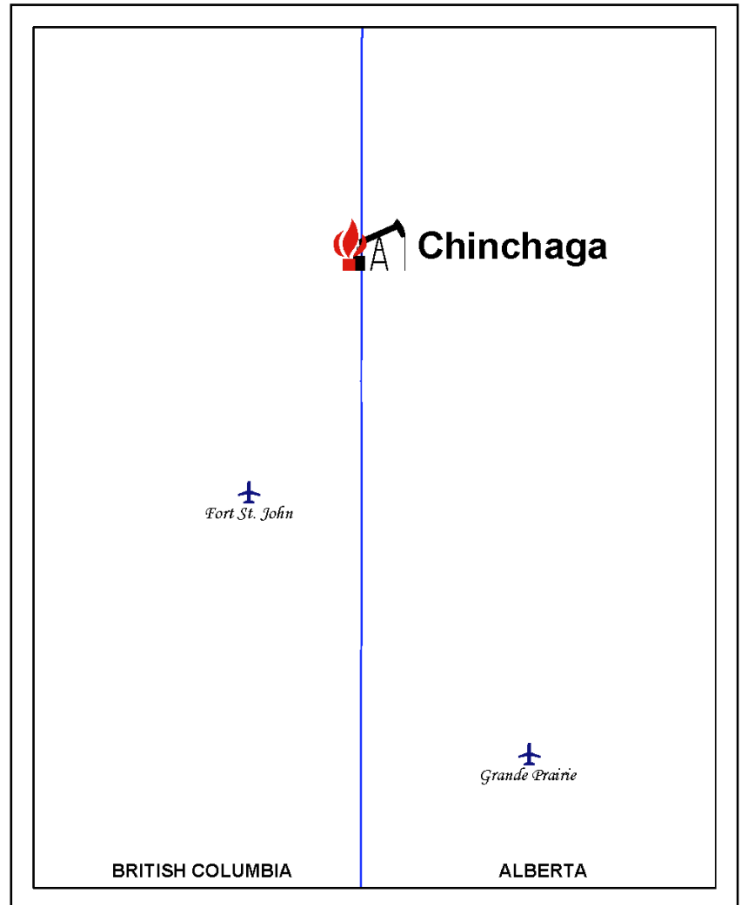 Chinchaga
Fort St. John
Grande Prairie
BRITISH COLUMBIA
ALBERTA